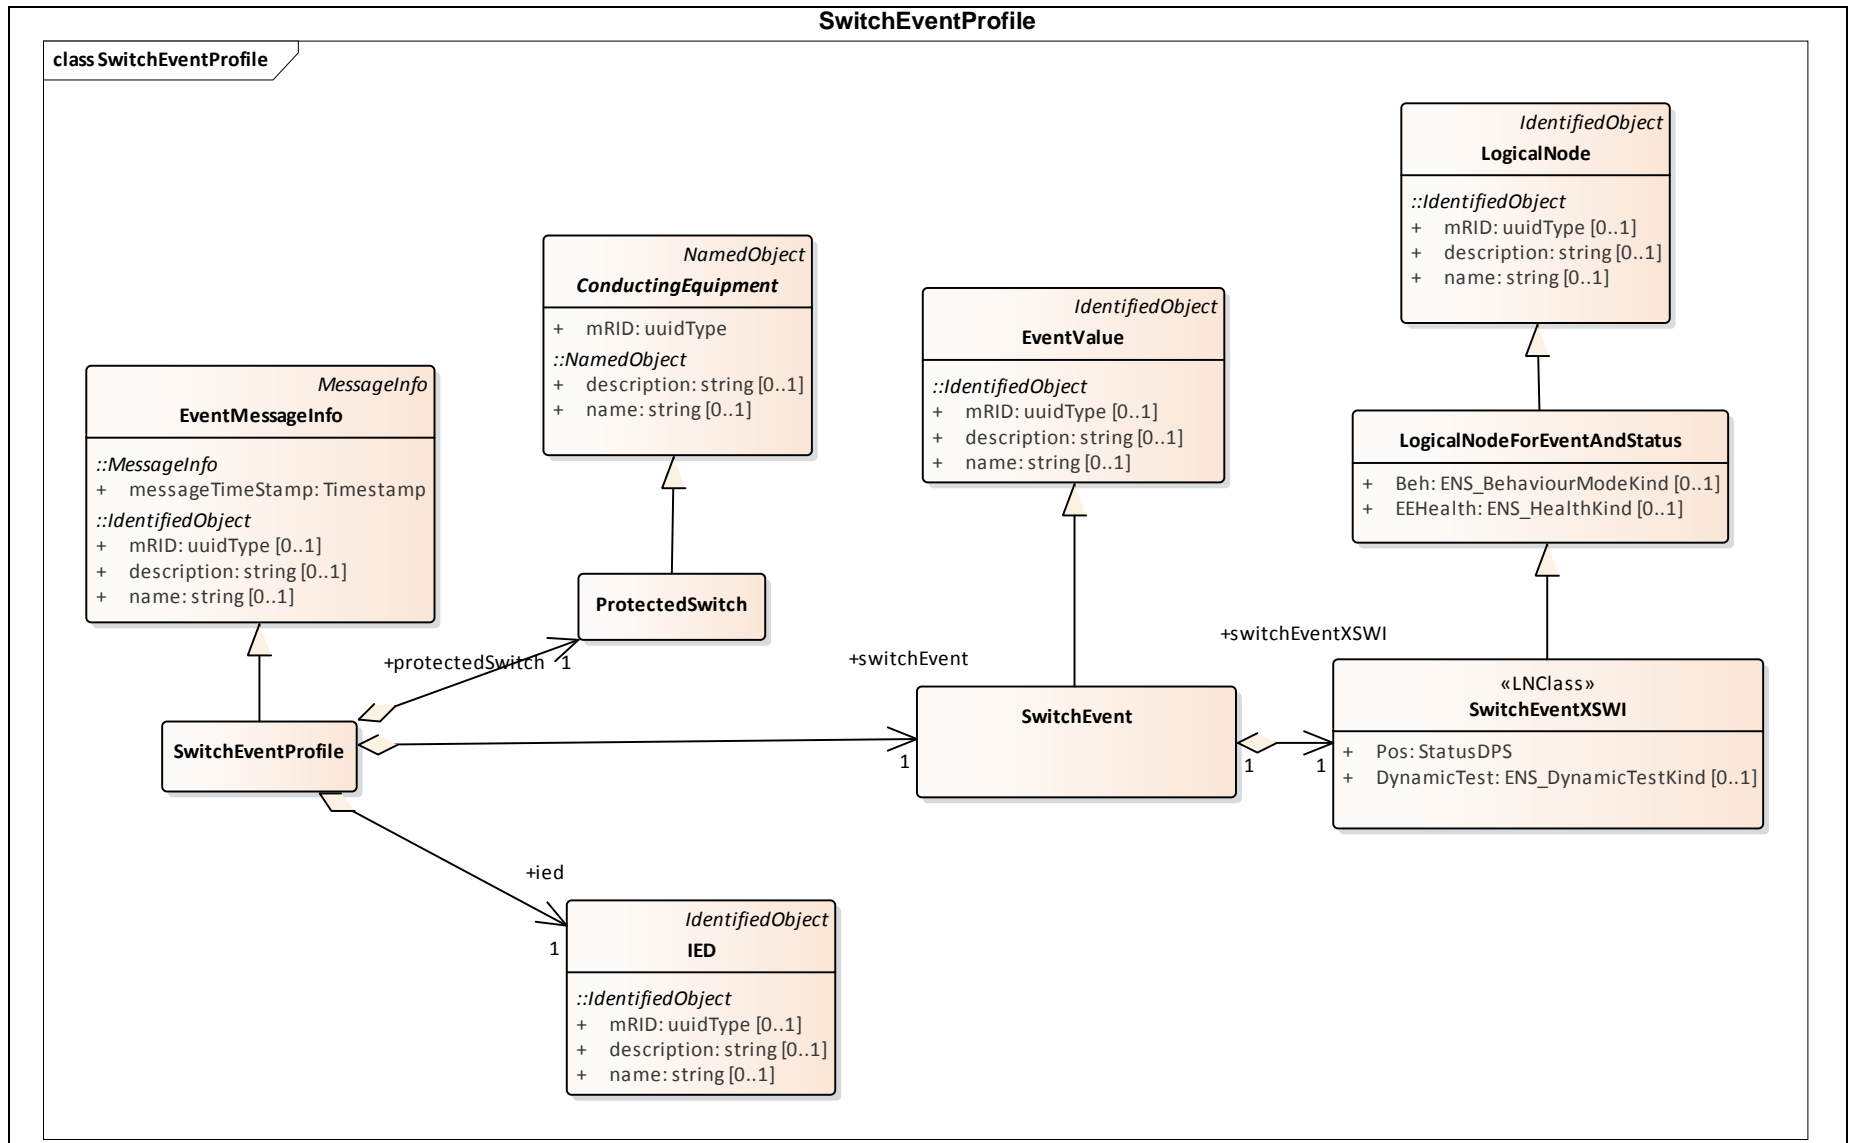 SwitchEventProfile
class SwitchEventProfile
IdentifiedObject
LogicalNode
::IdentifiedObject
+ mRID: uuidType [0..1]
+ description: string [0..1]
+ name: string [0..1]
NamedObject
ConductingEquipment
+ mRID: uuidType
::NamedObject
+ description: string [0..1]
+ name: string [0..1]
IdentifiedObject
EventValue
::IdentifiedObject
+ mRID: uuidType [0..1]
+ description: string [0..1]
+ name: string [0..1]
MessageInfo
EventMessageInfo
::MessageInfo
+ messageTimeStamp: Timestamp
::IdentifiedObject
+ mRID: uuidType [0..1]
+ description: string [0..1]
+ name: string [0..1]
LogicalNodeForEventAndStatus
+ Beh: ENS_BehaviourModeKind [0..1]
+ EEHealth: ENS_HealthKind [0..1]
ProtectedSwitch
+protectedSwitch 1
+switchEvent
+switchEventXSWI
SwitchEventProfile
1
SwitchEvent
1
1
«LNClass»
SwitchEventXSWI
+ Pos: StatusDPS
+ DynamicTest: ENS_DynamicTestKind [0..1]
+ied
1
IdentifiedObject
IED
::IdentifiedObject
+ mRID: uuidType [0..1]
+ description: string [0..1]
+ name: string [0..1]